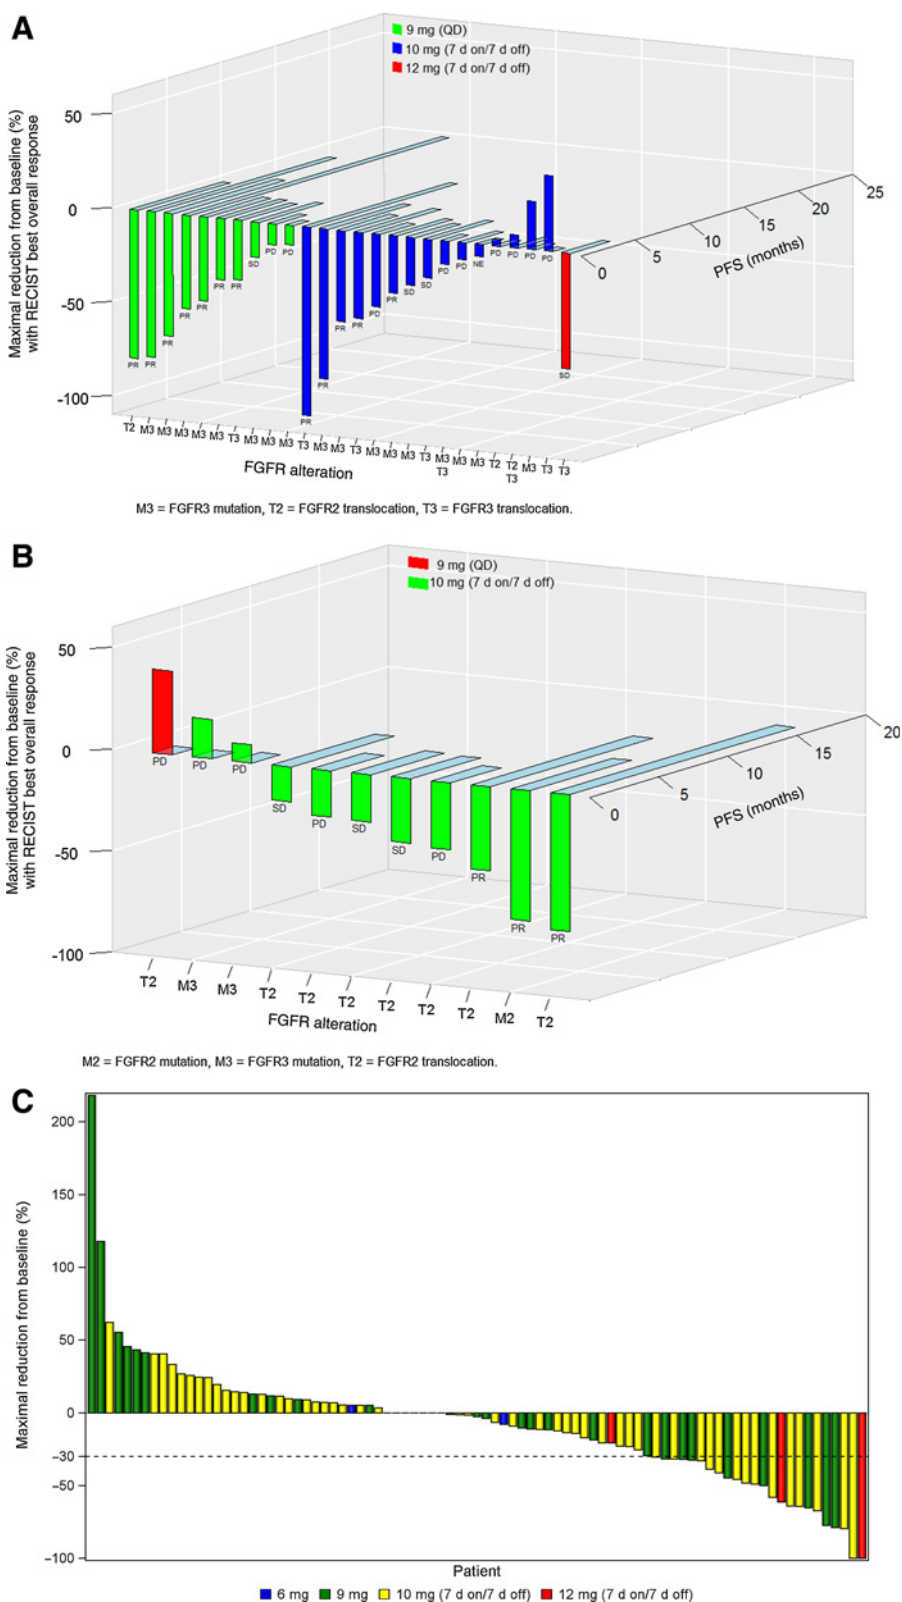 A
9 mg (QD)
10 mg (7 d on/7 d off)
12 mg (7 d on/7 d off)
Maximal reduction from baseline (%)
with RECIST best overall response
50
0
-50
-100
0
5
10
15
20
25
PFS (months)
PR PR PR PR PR PR PR SD PD PD
PR PR PR PR PD PR SD SD PD PD NE PD PD PD PD
SD
T2 M3 M3 M3 M3 M3 T3 M3 M3 M3 T3 M3 M3 T3 M3 M3 M3 T3 M3 M3 M3 T2 T2 M3 T3 T3
T3 T3
FGFR alteration
M3 = FGFR3 mutation, T2 = FGFR2 translocation, T3 = FGFR3 translocation.
B
9 mg (QD)
10 mg (7 d on/7 d off)
Maximal reduction from baseline (%)
with RECIST best overall response
50
0
-50
-100
0
5
10
15
20
PFS (months)
PD PD PD SD PD SD SD PD PR PR PR
T2 M3 M3 T2 T2 T2 T2 T2 T2 M2 T2
FGFR alteration
M2 = FGFR2 mutation, M3 = FGFR3 mutation, T2 = FGFR2 translocation.
C
Maximal reduction from baseline (%)
200
150
100
50
0
−30
−50
−100
Patient
6 mg 9 mg 10 mg (7 d on/7 d off) 12 mg (7 d on/7 d off)